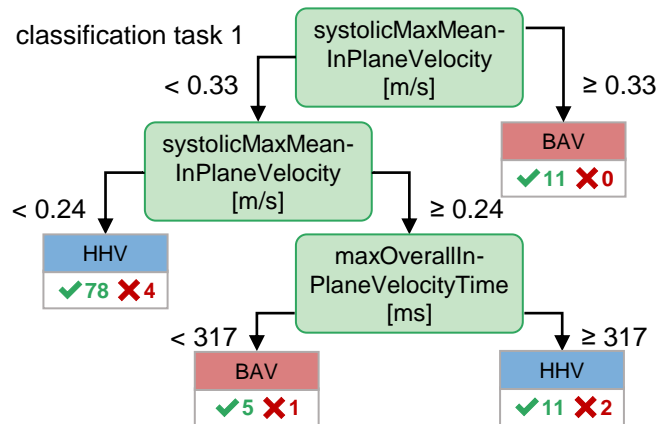 classification task 1
systolicMaxMean-
InPlaneVelocity
[m/s]
< 0.33
≥ 0.33
systolicMaxMean-
InPlaneVelocity
[m/s]
BAV
11 0
< 0.24
≥ 0.24
HHV
78 4
maxOverallIn-
PlaneVelocityTime
[ms]
< 317
≥ 317
BAV
5 1
HHV
11 2